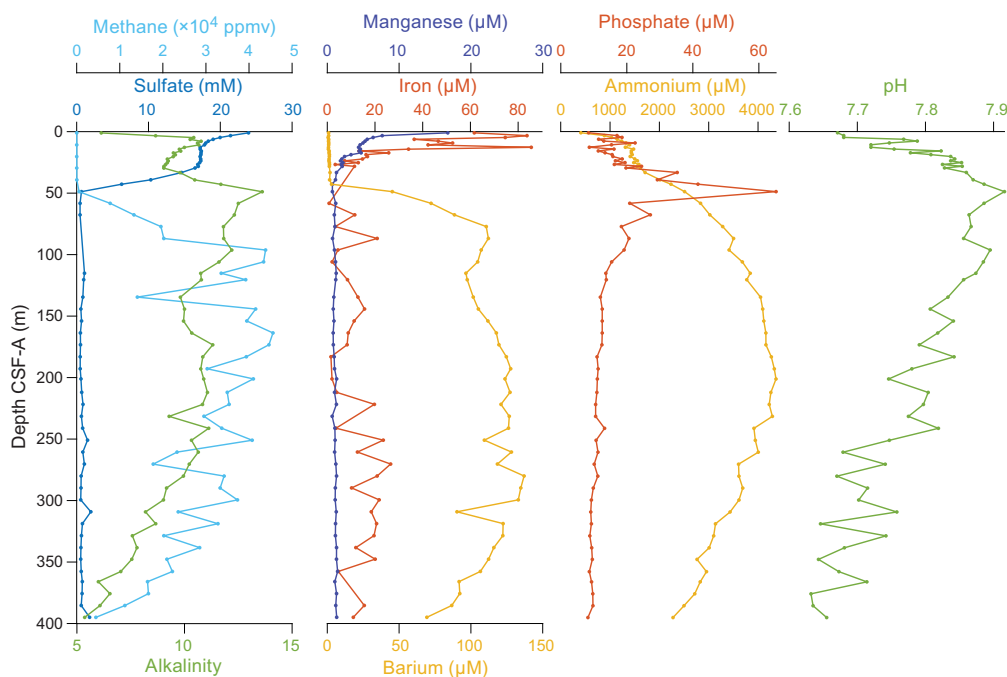 Methane (×10⁴ ppmv)
0 1 2 3 4 5
Sulfate (mM)
0 10 20 30
Manganese (µM)
0 10 20 30
Iron (µM)
0 20 40 60 80
Phosphate (µM)
0 20 40 60
Ammonium (µM)
0 1000 2000 3000 4000
pH
7.6 7.7 7.8 7.9
Depth CSF-A (m)
0
50
100
150
200
250
300
350
400
5 10 15
Alkalinity
0 50 100 150
Barium (µM)